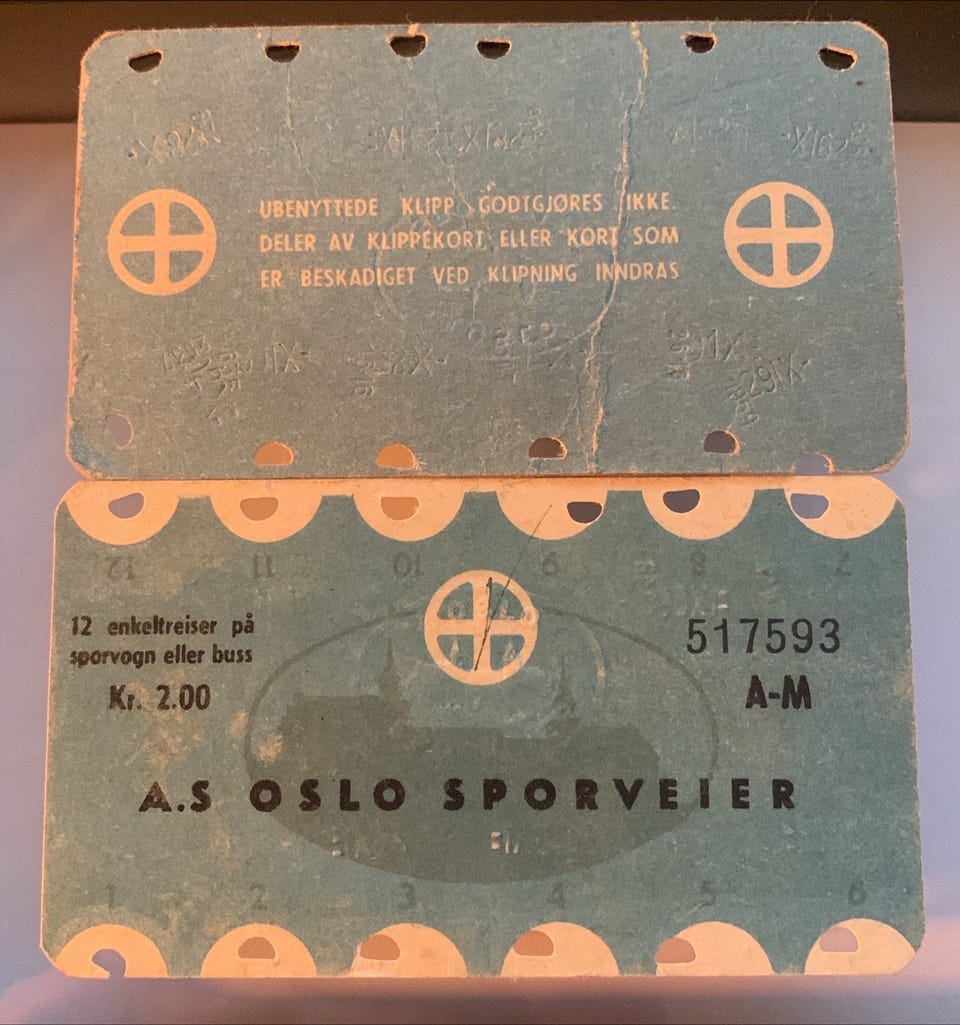 UBENYTTEDE KLIPP GODTGJØRES IKKE.
DELER AV KLIPPEKORT ELLER KORT SOM
ER BESKADIGET VED KLIPNING INNDRAS
12 11 10 9 8 7
12 enkeltreiser på
sporvogn eller buss
Kr. 2.00
517593
A-M
A.S OSLO SPORVEIER
1 2 3 4 5 6